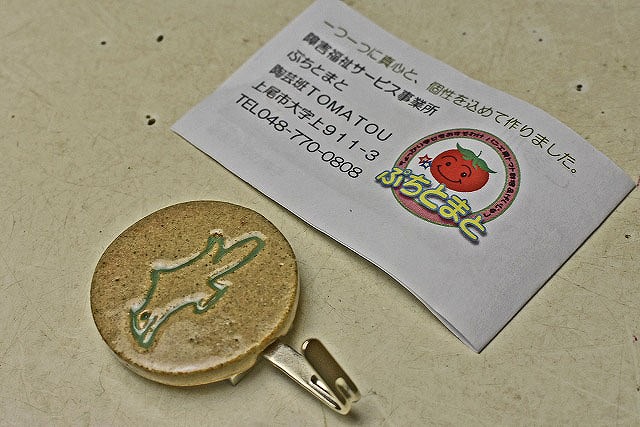 一つ一つに真心と、個性を込めて作りました。
障害福祉サービス事業所
ぷちとまと
陶芸班TOMATOU
上尾市大字上911-3
TEL048-770-0808
ぷちとまと